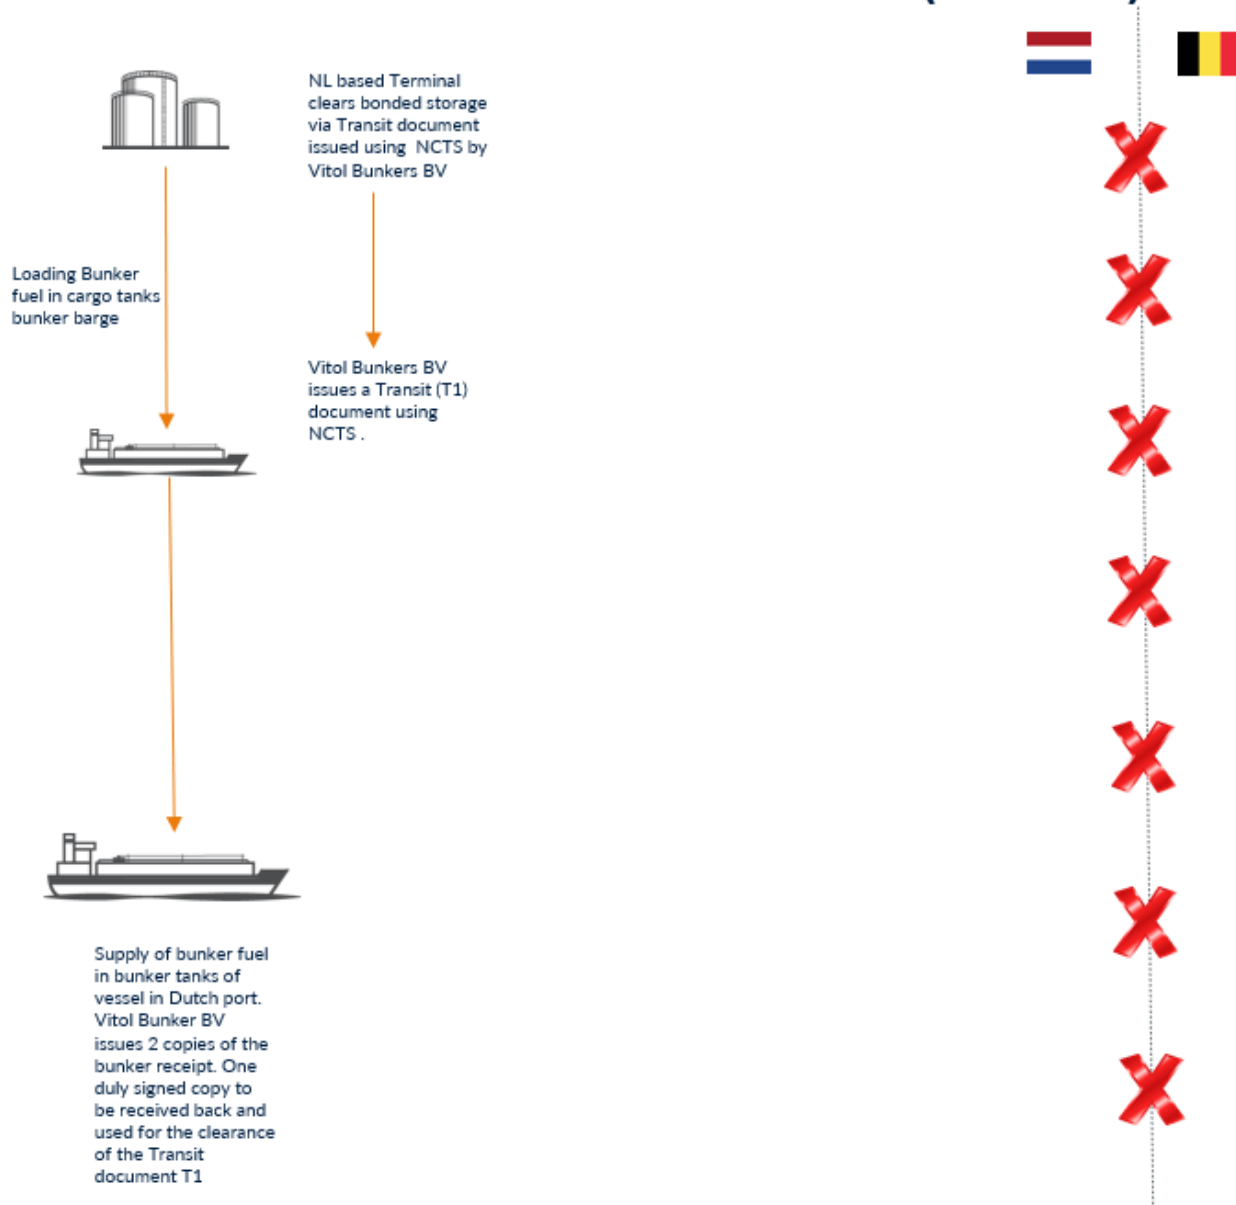 NL based Terminal
clears bonded storage
via Transit document
issued using NCTS by
Vitol Bunkers BV
Loading Bunker
fuel in cargo tanks
bunker barge
Vitol Bunkers BV
issues a Transit (T1)
document using
NCTS .
Supply of bunker fuel
in bunker tanks of
vessel in Dutch port.
Vitol Bunker BV
issues 2 copies of the
bunker receipt. One
duly signed copy to
be received back and
used for the clearance
of the Transit
document T1